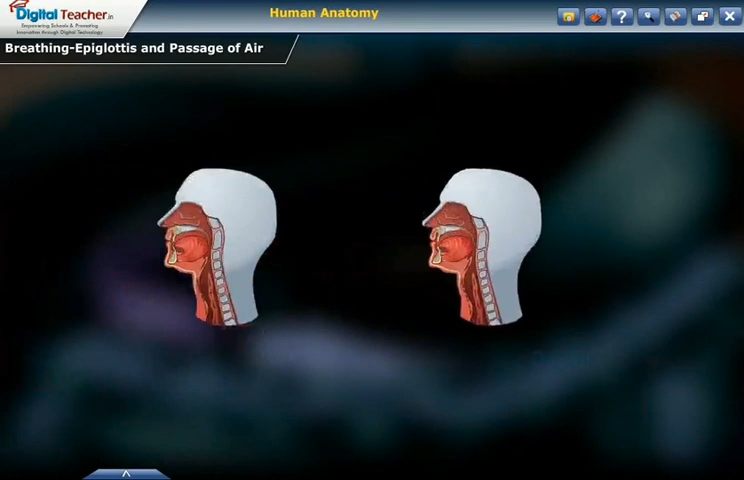 Digital Teacher.in
Empowering Schools & Promoting
Innovation through Digital Technology
Human Anatomy
?
Breathing-Epiglottis and Passage of Air